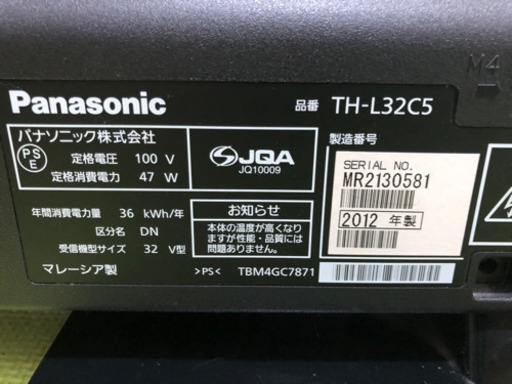 M4
Panasonic
品番 TH-L32C5
パナソニック株式会社
PS
E
定格電圧 100 V
定格消費電力 47 W
JQA
JQ10009
製造番号
SERIAL NO.
MR2130581
2012 年製
年間消費電力量 36 kWh/年
区分名 DN
受信機型サイズ 32 V型
お知らせ
本体の温度が高くなり
ますが性能・品質には
問題ありません。
マレーシア製
>PS<
TBM4GC7871